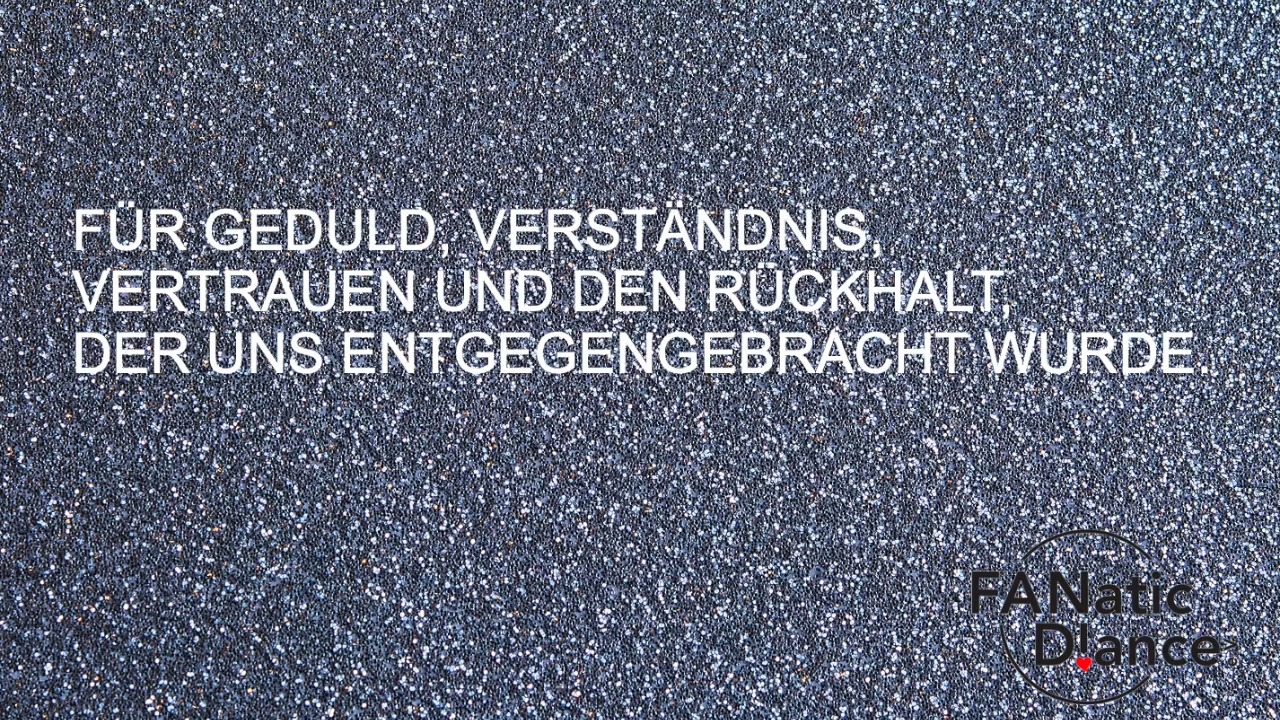 FÜR GEDULD, VERSTÄNDNIS,
VERTRAUEN UND DEN RÜCKHALT,
DER UNS ENTGEGENGEBRACHT WURDE.
FANatic
D!ance